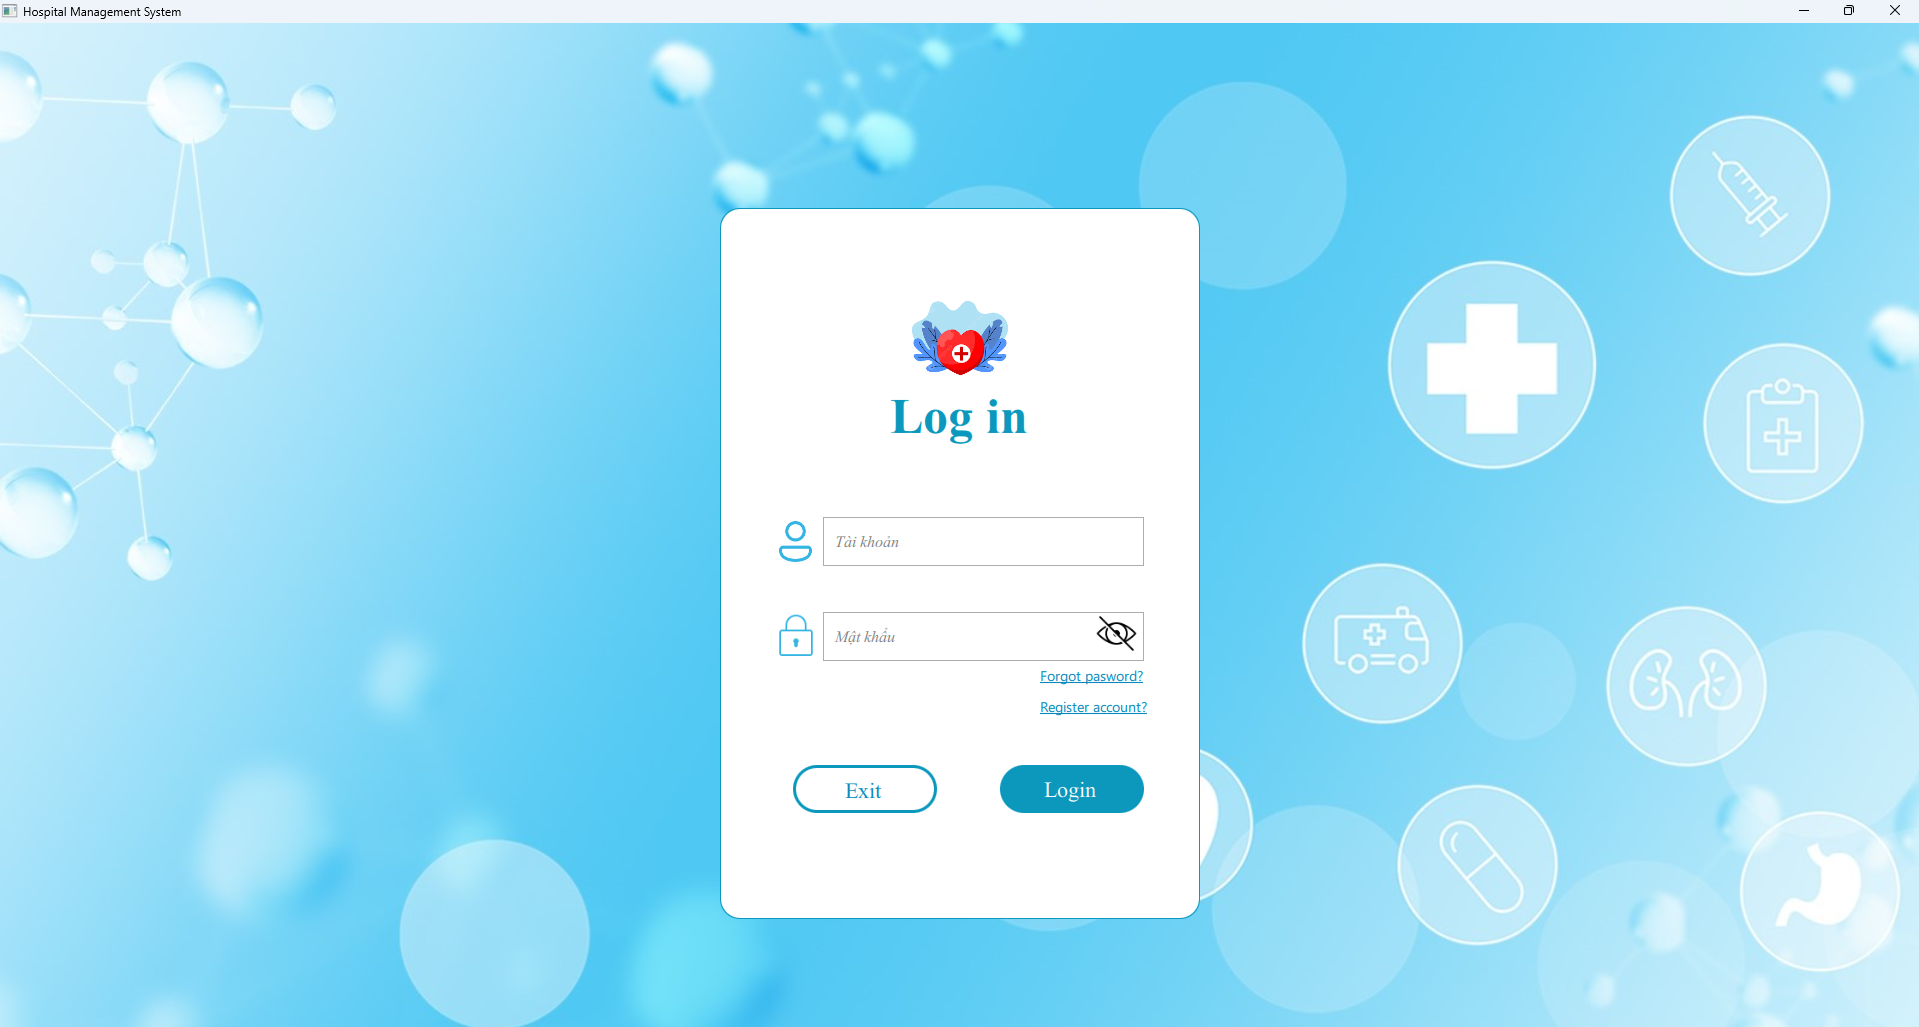 Hospital Management System
Log in
Tài khoản
Mật khẩu
Forgot pasword?
Register account?
Exit
Login